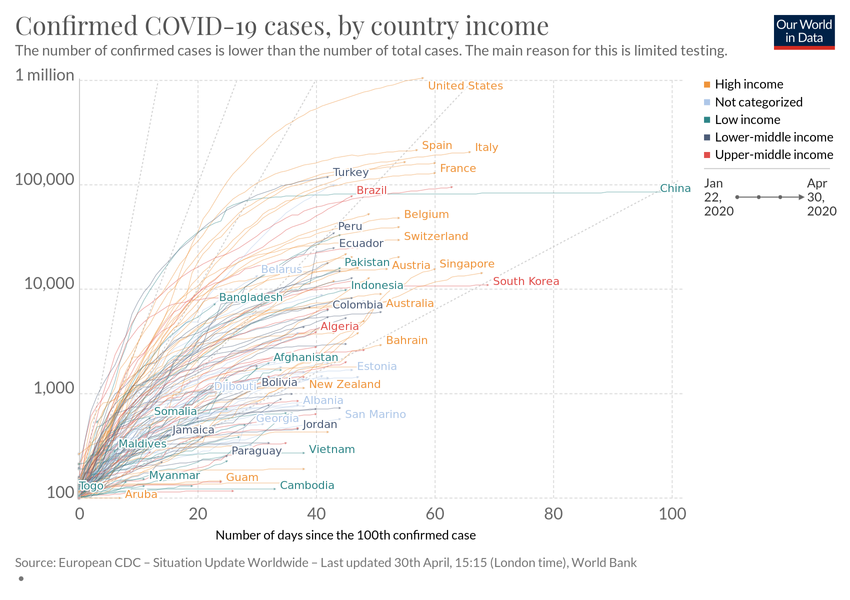 Confirmed COVID-19 cases, by country income
Our World
in Data
The number of confirmed cases is lower than the number of total cases. The main reason for this is limited testing.
1 million
United States
High income
Not categorized
Low income
Lower-middle income
Upper-middle income
Jan
22,
2020
Apr
30,
2020
Spain
Italy
France
Turkey
100,000
Brazil
China
Belgium
Peru
Switzerland
Ecuador
Pakistan
Austria
Singapore
Belarus
South Korea
10,000
Indonesia
Bangladesh
Colombia
Australia
Algeria
Bahrain
Afghanistan
Estonia
1,000
Djibouti
Bolivia
New Zealand
Albania
Somalia
San Marino
Georgia
Jamaica
Jordan
Maldives
Paraguay
Vietnam
Myanmar
Guam
100
Togo
Cambodia
Aruba
0
20
40
60
80
100
Number of days since the 100th confirmed case
Source: European CDC – Situation Update Worldwide – Last updated 30th April, 15:15 (London time), World Bank